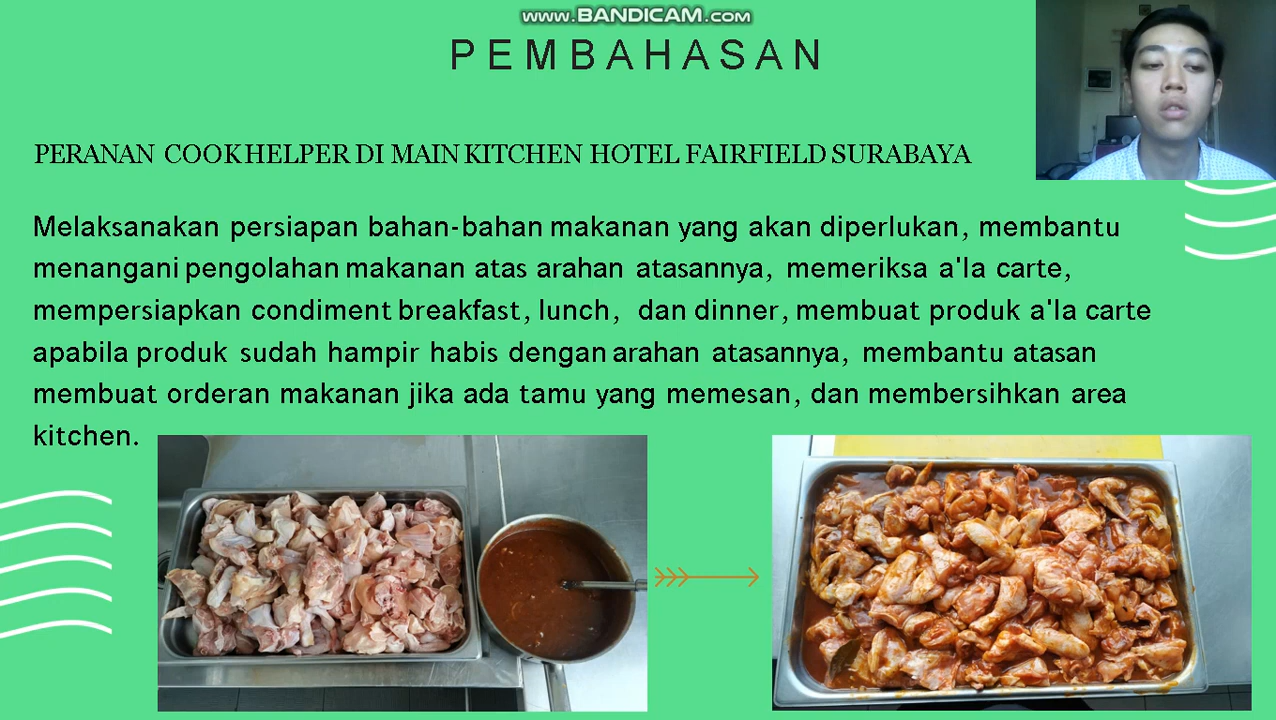 www.BANDICAM.com
PEMBAHASAN
PERANAN COOKHELPER DI MAIN KITCHEN HOTEL FAIRFIELD SURABAYA
Melaksanakan persiapan bahan-bahan makanan yang akan diperlukan, membantu
menangani pengolahan makanan atas arahan atasannya, memeriksa a'la carte,
mempersiapkan condiment breakfast, lunch, dan dinner, membuat produk a'la carte
apabila produk sudah hampir habis dengan arahan atasannya, membantu atasan
membuat orderan makanan jika ada tamu yang memesan, dan membersihkan area
kitchen.